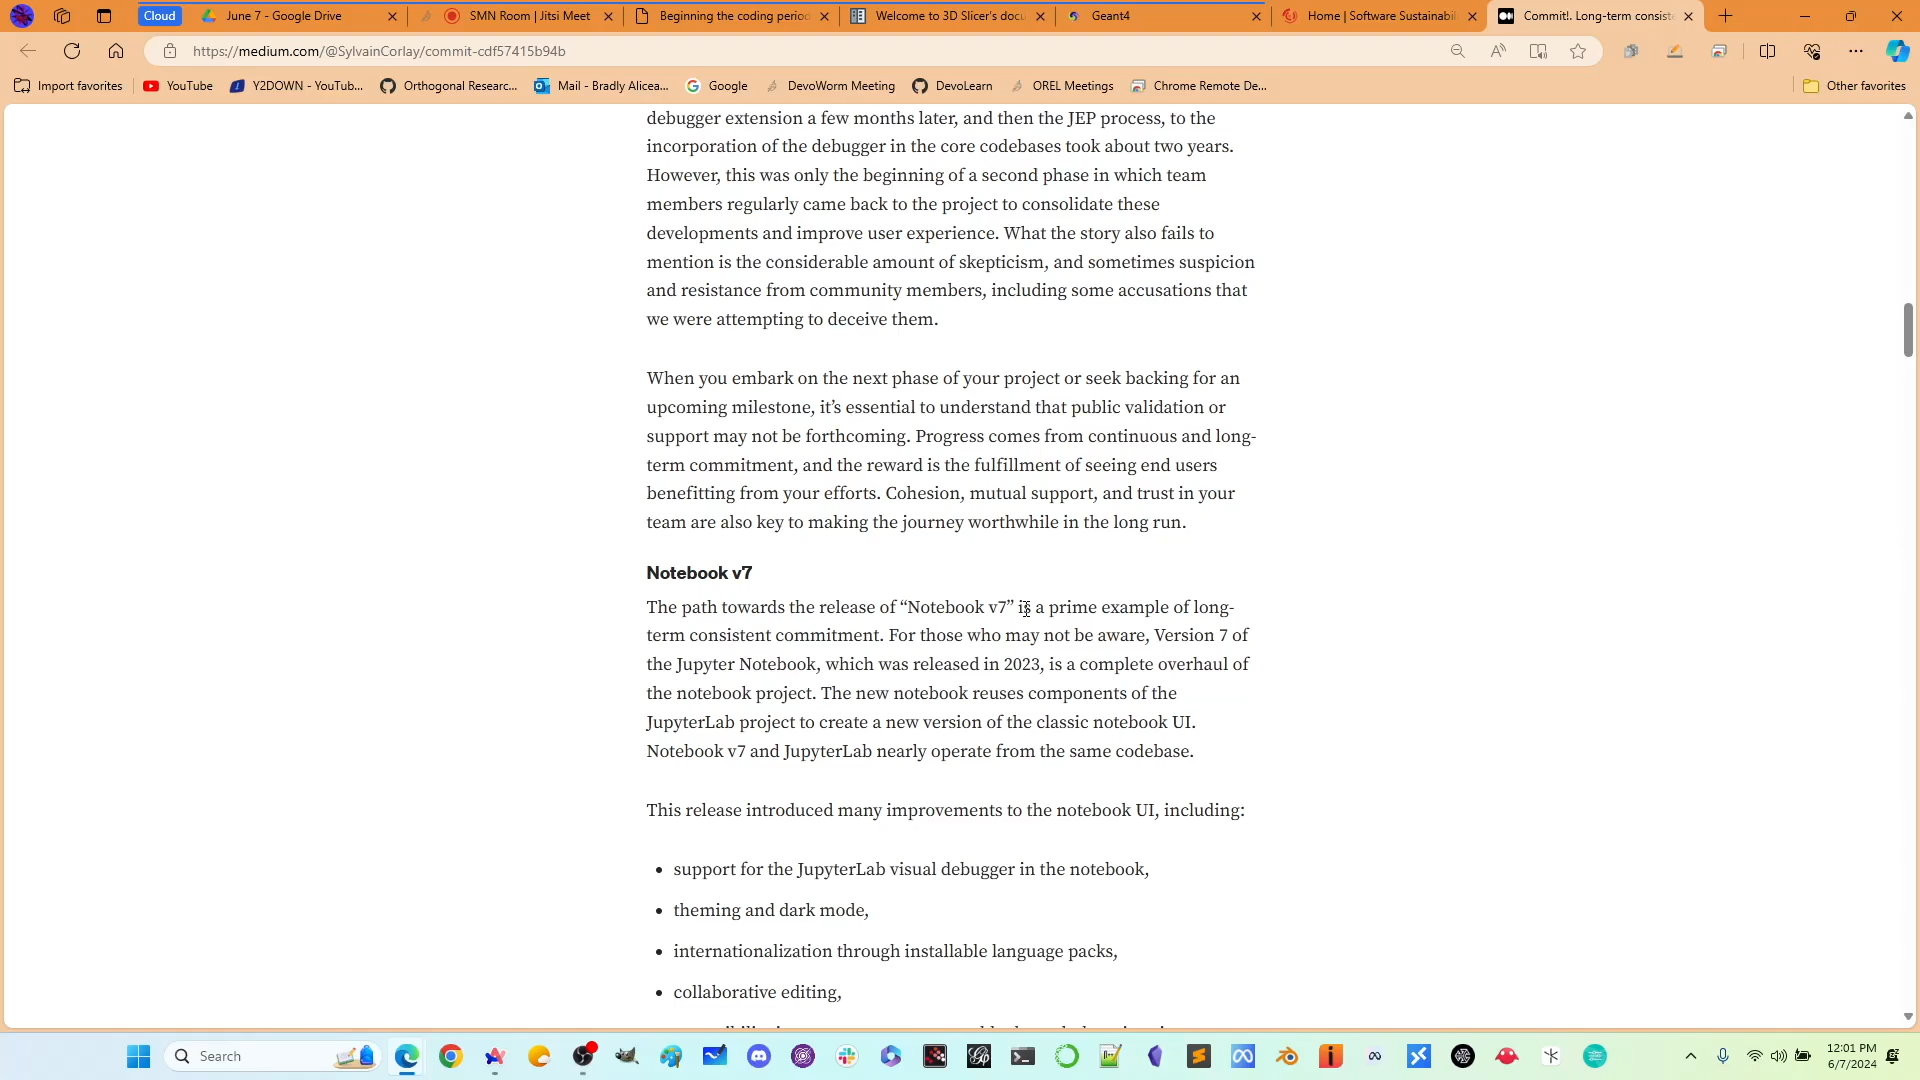 Cloud
June 7 - Google Drive
SMN Room | Jitsi Meet
Beginning the coding period
Welcome to 3D Slicer's docu
Geant4
Home | Software Sustainabil
Commit!. Long-term consiste
https://medium.com/@SylvainCorlay/commit-cdf57415b94b
Import favorites
YouTube
Y2DOWN - YouTub...
Orthogonal Researc...
Mail - Bradly Alicea...
Google
DevoWorm Meeting
DevoLearn
OREL Meetings
Chrome Remote De...
Other favorites
debugger extension a few months later, and then the JEP process, to the
incorporation of the debugger in the core codebases took about two years.
However, this was only the beginning of a second phase in which team
members regularly came back to the project to consolidate these
developments and improve user experience. What the story also fails to
mention is the considerable amount of skepticism, and sometimes suspicion
and resistance from community members, including some accusations that
we were attempting to deceive them.
When you embark on the next phase of your project or seek backing for an
upcoming milestone, it’s essential to understand that public validation or
support may not be forthcoming. Progress comes from continuous and long-
term commitment, and the reward is the fulfillment of seeing end users
benefitting from your efforts. Cohesion, mutual support, and trust in your
team are also key to making the journey worthwhile in the long run.
Notebook v7
The path towards the release of “Notebook v7” is a prime example of long-
term consistent commitment. For those who may not be aware, Version 7 of
the Jupyter Notebook, which was released in 2023, is a complete overhaul of
the notebook project. The new notebook reuses components of the
JupyterLab project to create a new version of the classic notebook UI.
Notebook v7 and JupyterLab nearly operate from the same codebase.
This release introduced many improvements to the notebook UI, including:
• support for the JupyterLab visual debugger in the notebook,
• theming and dark mode,
• internationalization through installable language packs,
• collaborative editing,
Search
12:01 PM
6/7/2024